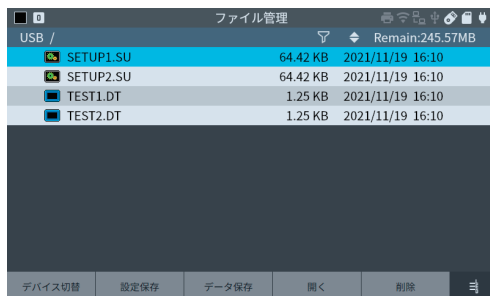 0 ファイル管理
USB / Remain:245.57MB
SETUP1.SU 64.42 KB 2021/11/19 16:10
SETUP2.SU 64.42 KB 2021/11/19 16:10
TEST1.DT 1.25 KB 2021/11/19 16:10
TEST2.DT 1.25 KB 2021/11/19 16:10
デバイス切替 設定保存 データ保存 開く 削除